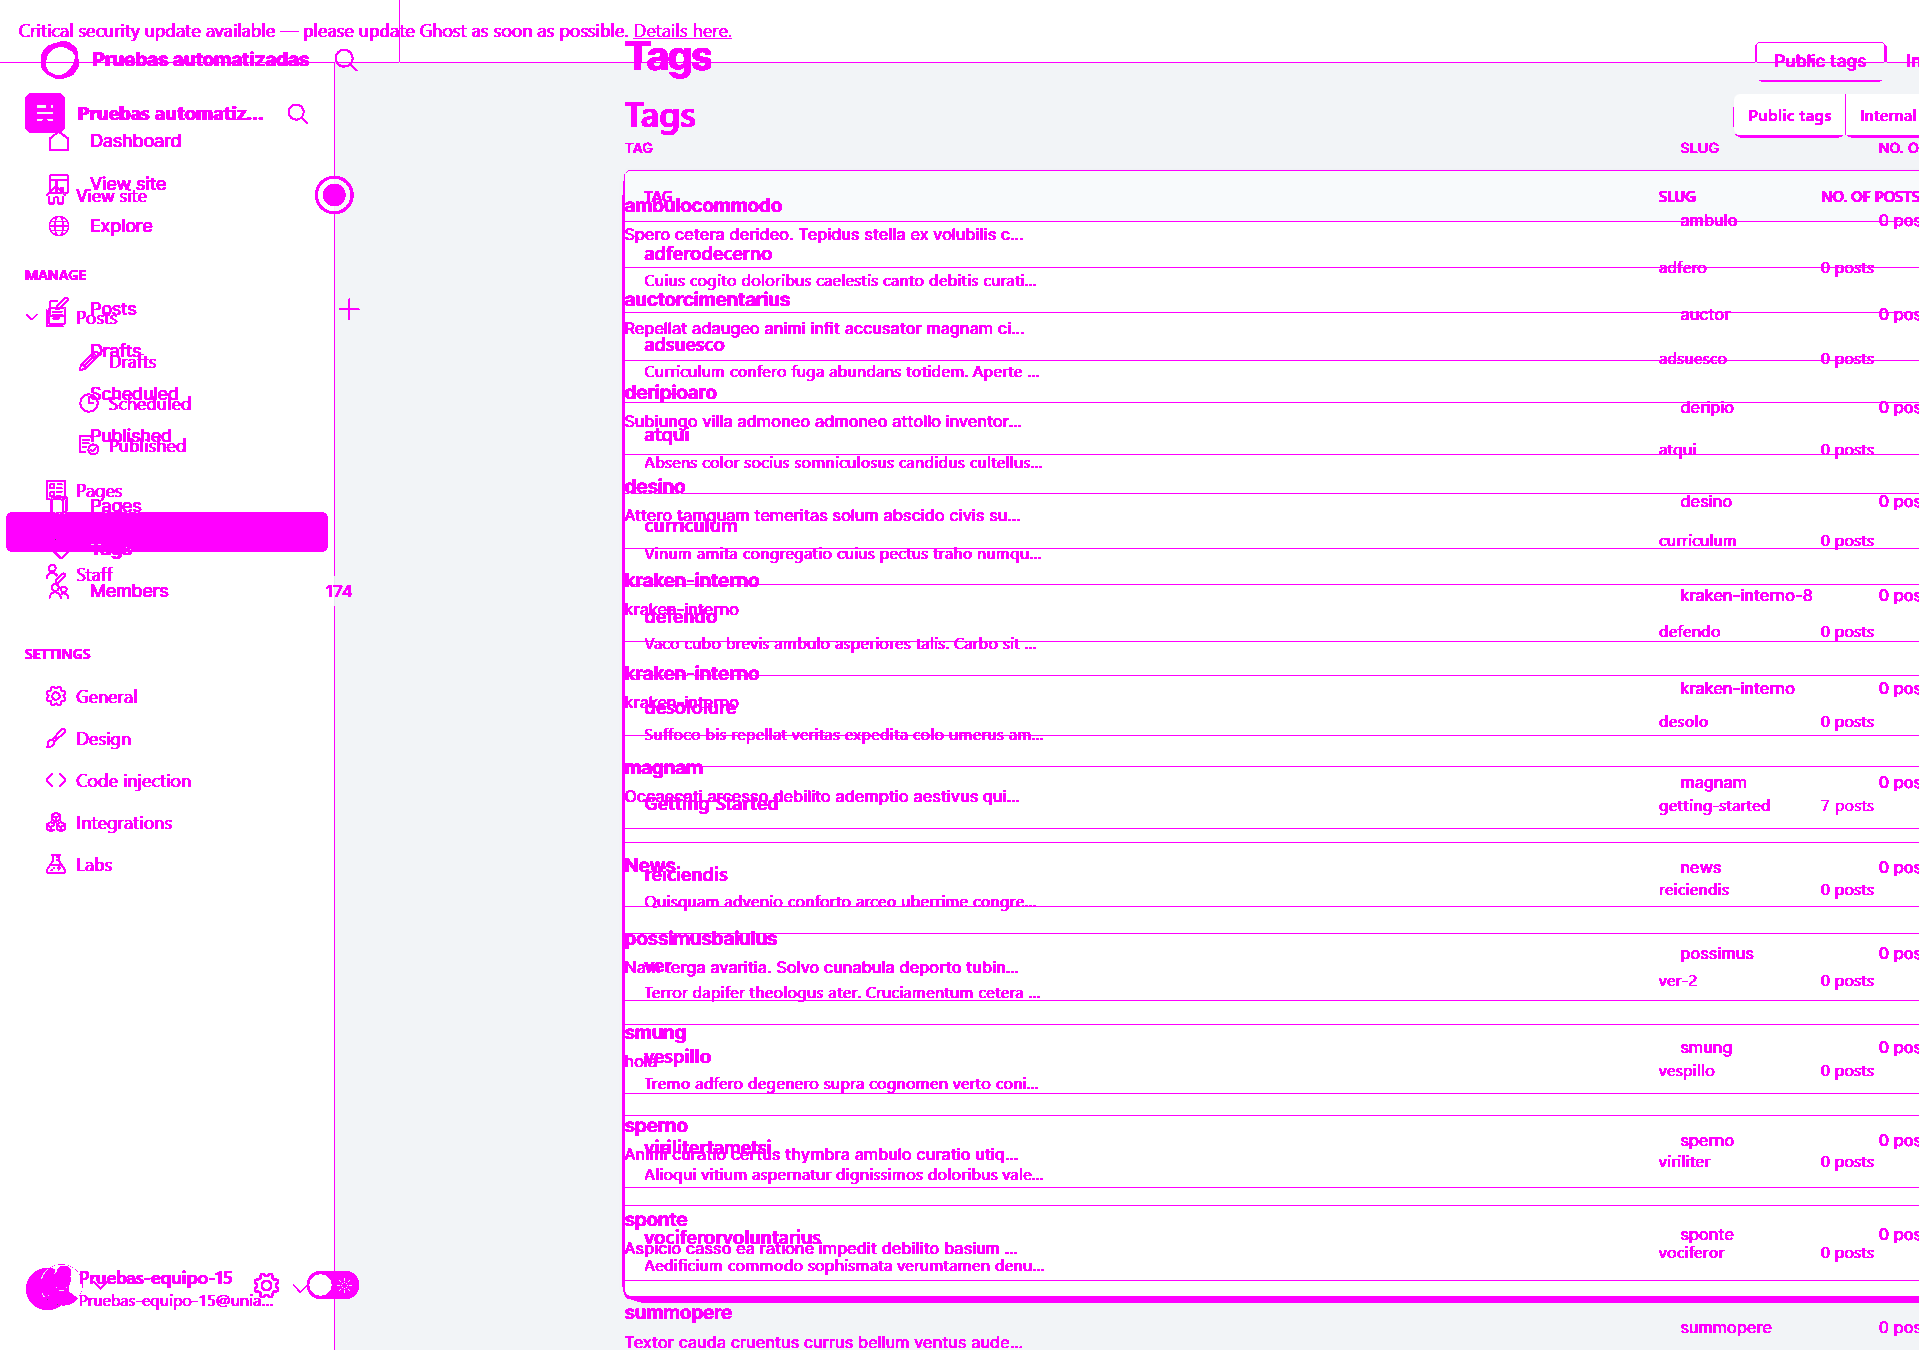 Critical security update available — please update Ghost as soon as possible. Details here.
Pruebas automatizadas
Tags
Public tags
In
Pruebas automatiz...
Tags
Public tags
Internal
Dashboard
TAG
SLUG
NO. O
View site
View site
TAG
SLUG
NO. OF POSTS
ambulocommodo
ambulo
0 pos
Explore
Spero cetera derideo. Tepidus stella ex volubilis c...
adferodecerno
adfero
0 posts
MANAGE
Cuius cogito doloribus caelestis canto debitis curati...
auctorcimentarius
auctor
0 pos
Posts
Posts
Repellat adaugeo animi infit accusator magnam ci...
adsuesco
adsuesco
0 posts
Drafts
Drafts
Curriculum confero fuga abundans totidem. Aperte ...
deripioaro
deripio
0 pos
Scheduled
Scheduled
Subiungo villa admoneo admoneo attollo inventor...
Published
Published
atqui
atqui
0 posts
Absens color socius somniculosus candidus cultellus...
Pages
Pages
desino
desino
0 pos
Attero tamquam temeritas solum abscido civis su...
curriculum
curriculum
0 posts
Tags
Vinum amita congregatio cuius pectus traho numqu...
Staff
Members
174
kraken-interno
kraken-interno-8
0 pos
kraken-interno
defendo
defendo
0 posts
Vaco cubo brevis ambulo asperiores talis. Carbo sit ...
SETTINGS
kraken-interno
kraken-interno
0 pos
General
kraken-interno
desolo
0 posts
Suffoco bis repellat veritas expedita colo umerus am...
Design
magnam
magnam
0 pos
Code injection
Occaecati arcesso debilito ademptio aestivus qui...
Getting Started
getting-started
7 posts
Integrations
Labs
News
news
0 pos
reiciendis
reiciendis
0 posts
Quisquam advenio conforto arceo uberrime congre...
possimusbaiulus
possimus
0 pos
terga avaritia. Solvo cunabula deporto tubin...
ver
ver-2
0 posts
Terror dapifer theologus ater. Cruciamentum cetera ...
smung
smung
0 pos
hola
vespillo
vespillo
0 posts
Tremo adfero degenero supra cognomen verto coni...
sperno
sperno
0 pos
Animi curatio certus thymbra ambulo curatio utiq...
virilitertametsi
viriliter
0 posts
Alioqui vitium aspernatur dignissimos doloribus vale...
sponte
sponte
0 pos
Aspicio casso ea ratione impedit debilito basium ...
vociferorvoluntarius
vociferor
0 posts
Aedificium commodo sophismata verumtamen denu...
Pruebas-equipo-15
Pruebas-equipo-15@unia...
summopere
summopere
0 pos
Textor cauda cruentus currus bellum ventus aude...